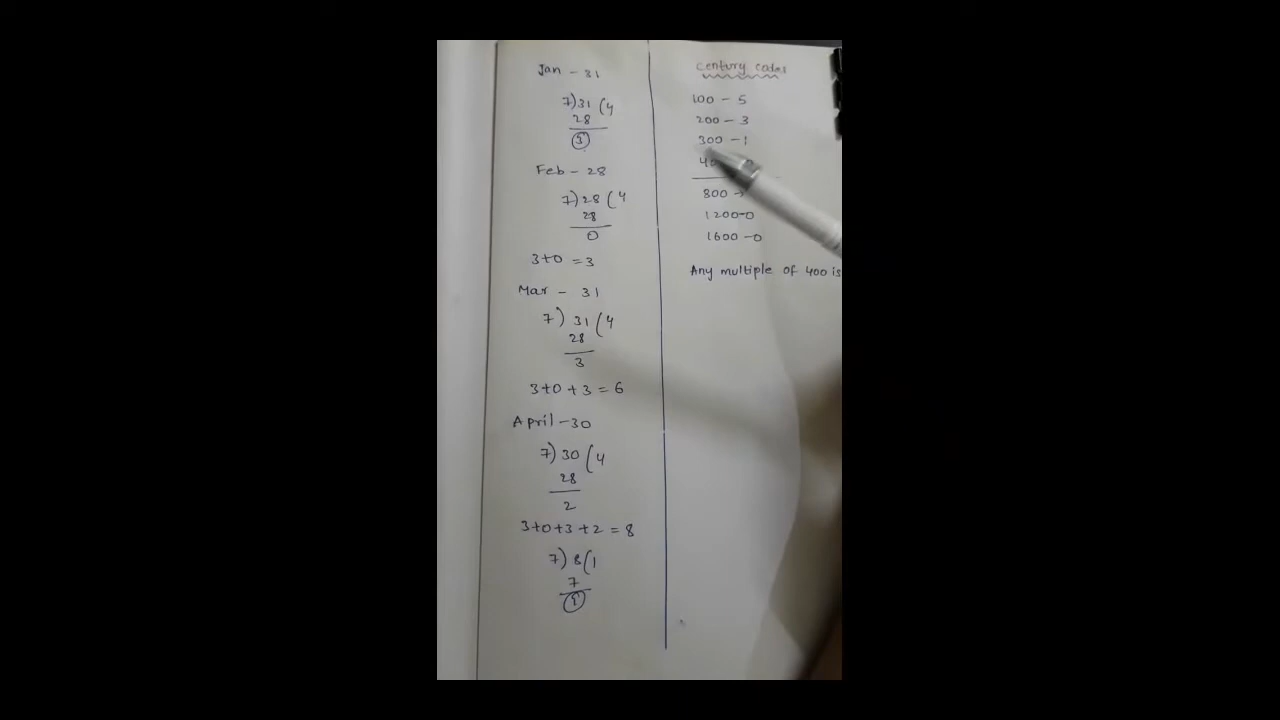 Jan - 31
7)31(4
28
3
Feb - 28
7)28(4
28
0
3+0 = 3
Mar - 31
7)31(4
28
3
3+0+3 = 6
April - 30
7)30(4
28
2
3+0+3+2 = 8
7)8(1
7
1
Century codes
100 - 5
200 - 3
300 - 1
800 -
1200-0
1600 -0
Any multiple of 400 is